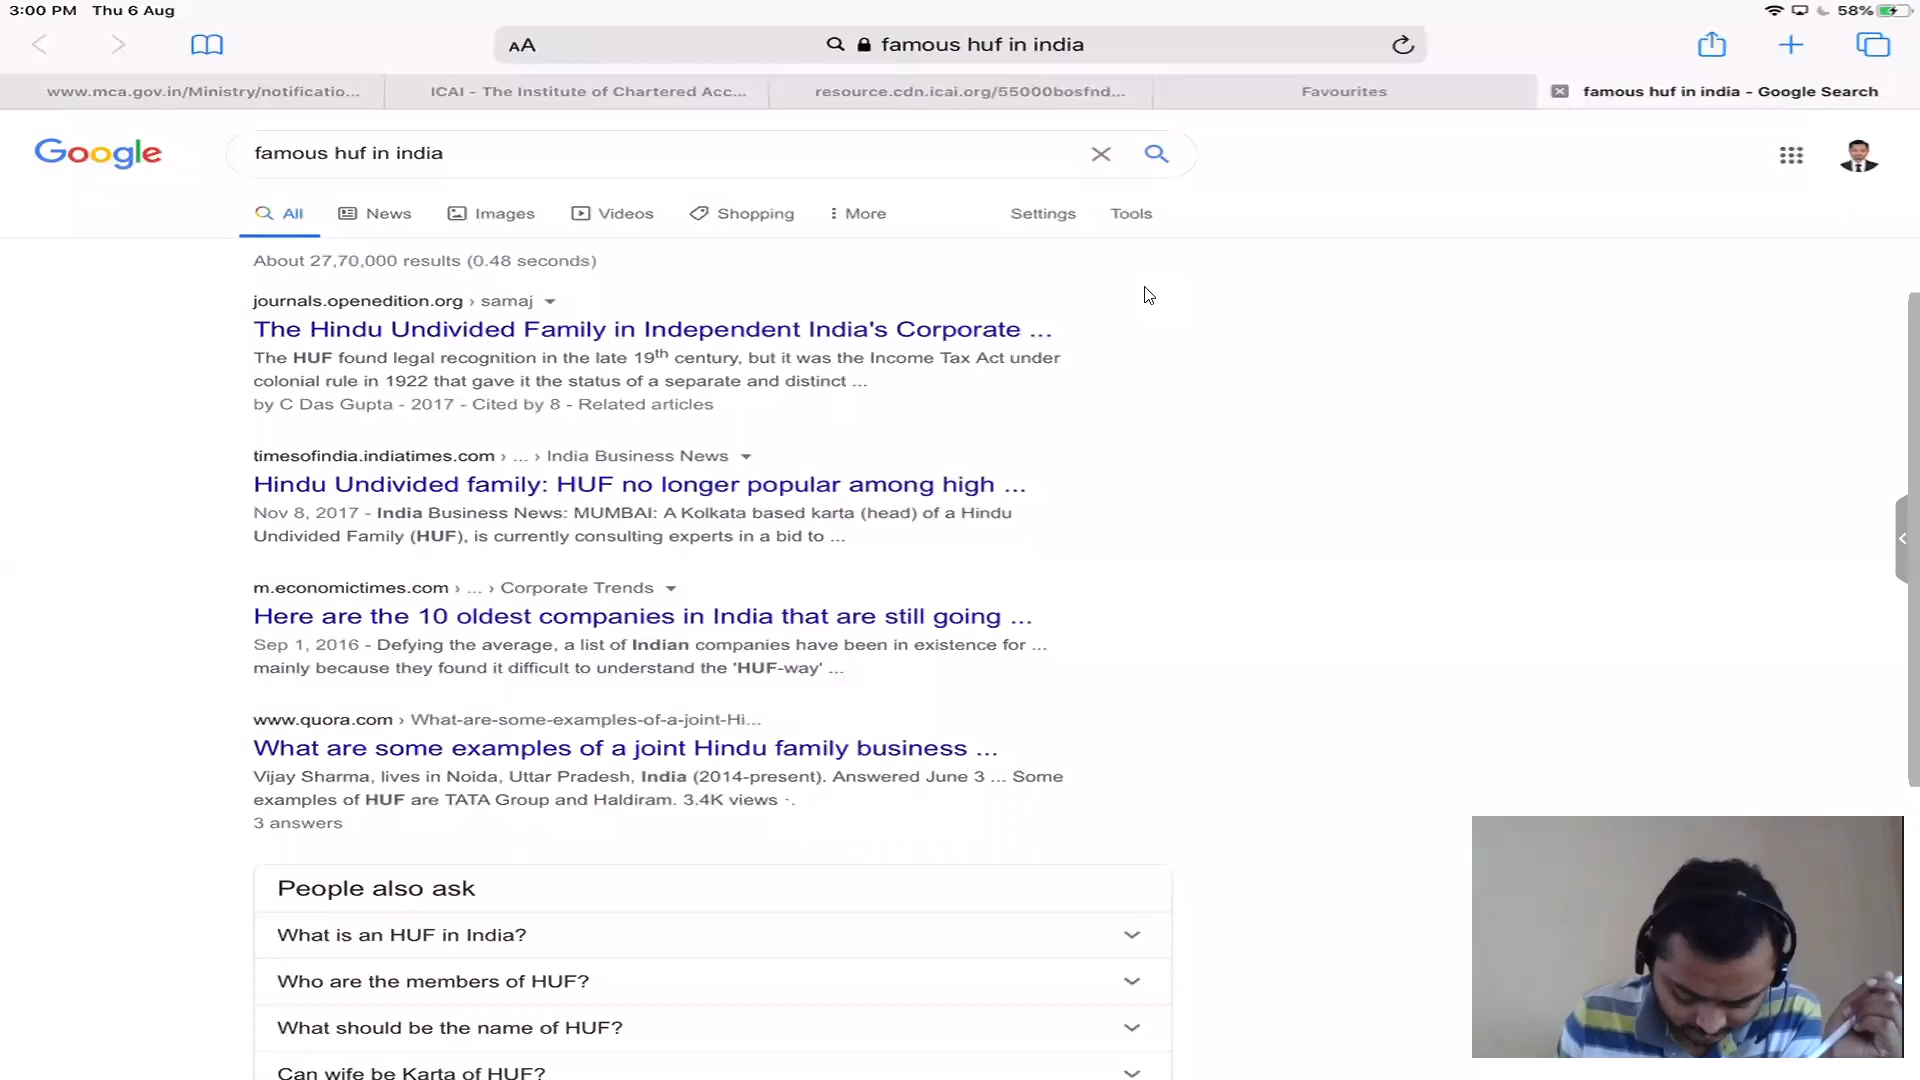 3:00 PM Thu 6 Aug
58%
AA
famous huf in india
www.mca.gov.in/Ministry/notificatio...
ICAI - The Institute of Chartered Acc...
resource.cdn.icai.org/55000bosfnd...
Favourites
famous huf in india - Google Search
Google
famous huf in india
All
News
Images
Videos
Shopping
More
Settings
Tools
About 27,70,000 results (0.48 seconds)
journals.openedition.org › samaj
The Hindu Undivided Family in Independent India's Corporate ...
The HUF found legal recognition in the late 19th century, but it was the Income Tax Act under
colonial rule in 1922 that gave it the status of a separate and distinct ...
by C Das Gupta - 2017 - Cited by 8 - Related articles
timesofindia.indiatimes.com › ... › India Business News
Hindu Undivided family: HUF no longer popular among high ...
Nov 8, 2017 - India Business News: MUMBAI: A Kolkata based karta (head) of a Hindu
Undivided Family (HUF), is currently consulting experts in a bid to ...
m.economictimes.com › ... › Corporate Trends
Here are the 10 oldest companies in India that are still going ...
Sep 1, 2016 - Defying the average, a list of Indian companies have been in existence for ...
mainly because they found it difficult to understand the 'HUF-way' ...
www.quora.com › What-are-some-examples-of-a-joint-Hi...
What are some examples of a joint Hindu family business ...
Vijay Sharma, lives in Noida, Uttar Pradesh, India (2014-present). Answered June 3 ... Some
examples of HUF are TATA Group and Haldiram. 3.4K views ·.
3 answers
People also ask
What is an HUF in India?
Who are the members of HUF?
What should be the name of HUF?
Can wife be Karta of HUF?